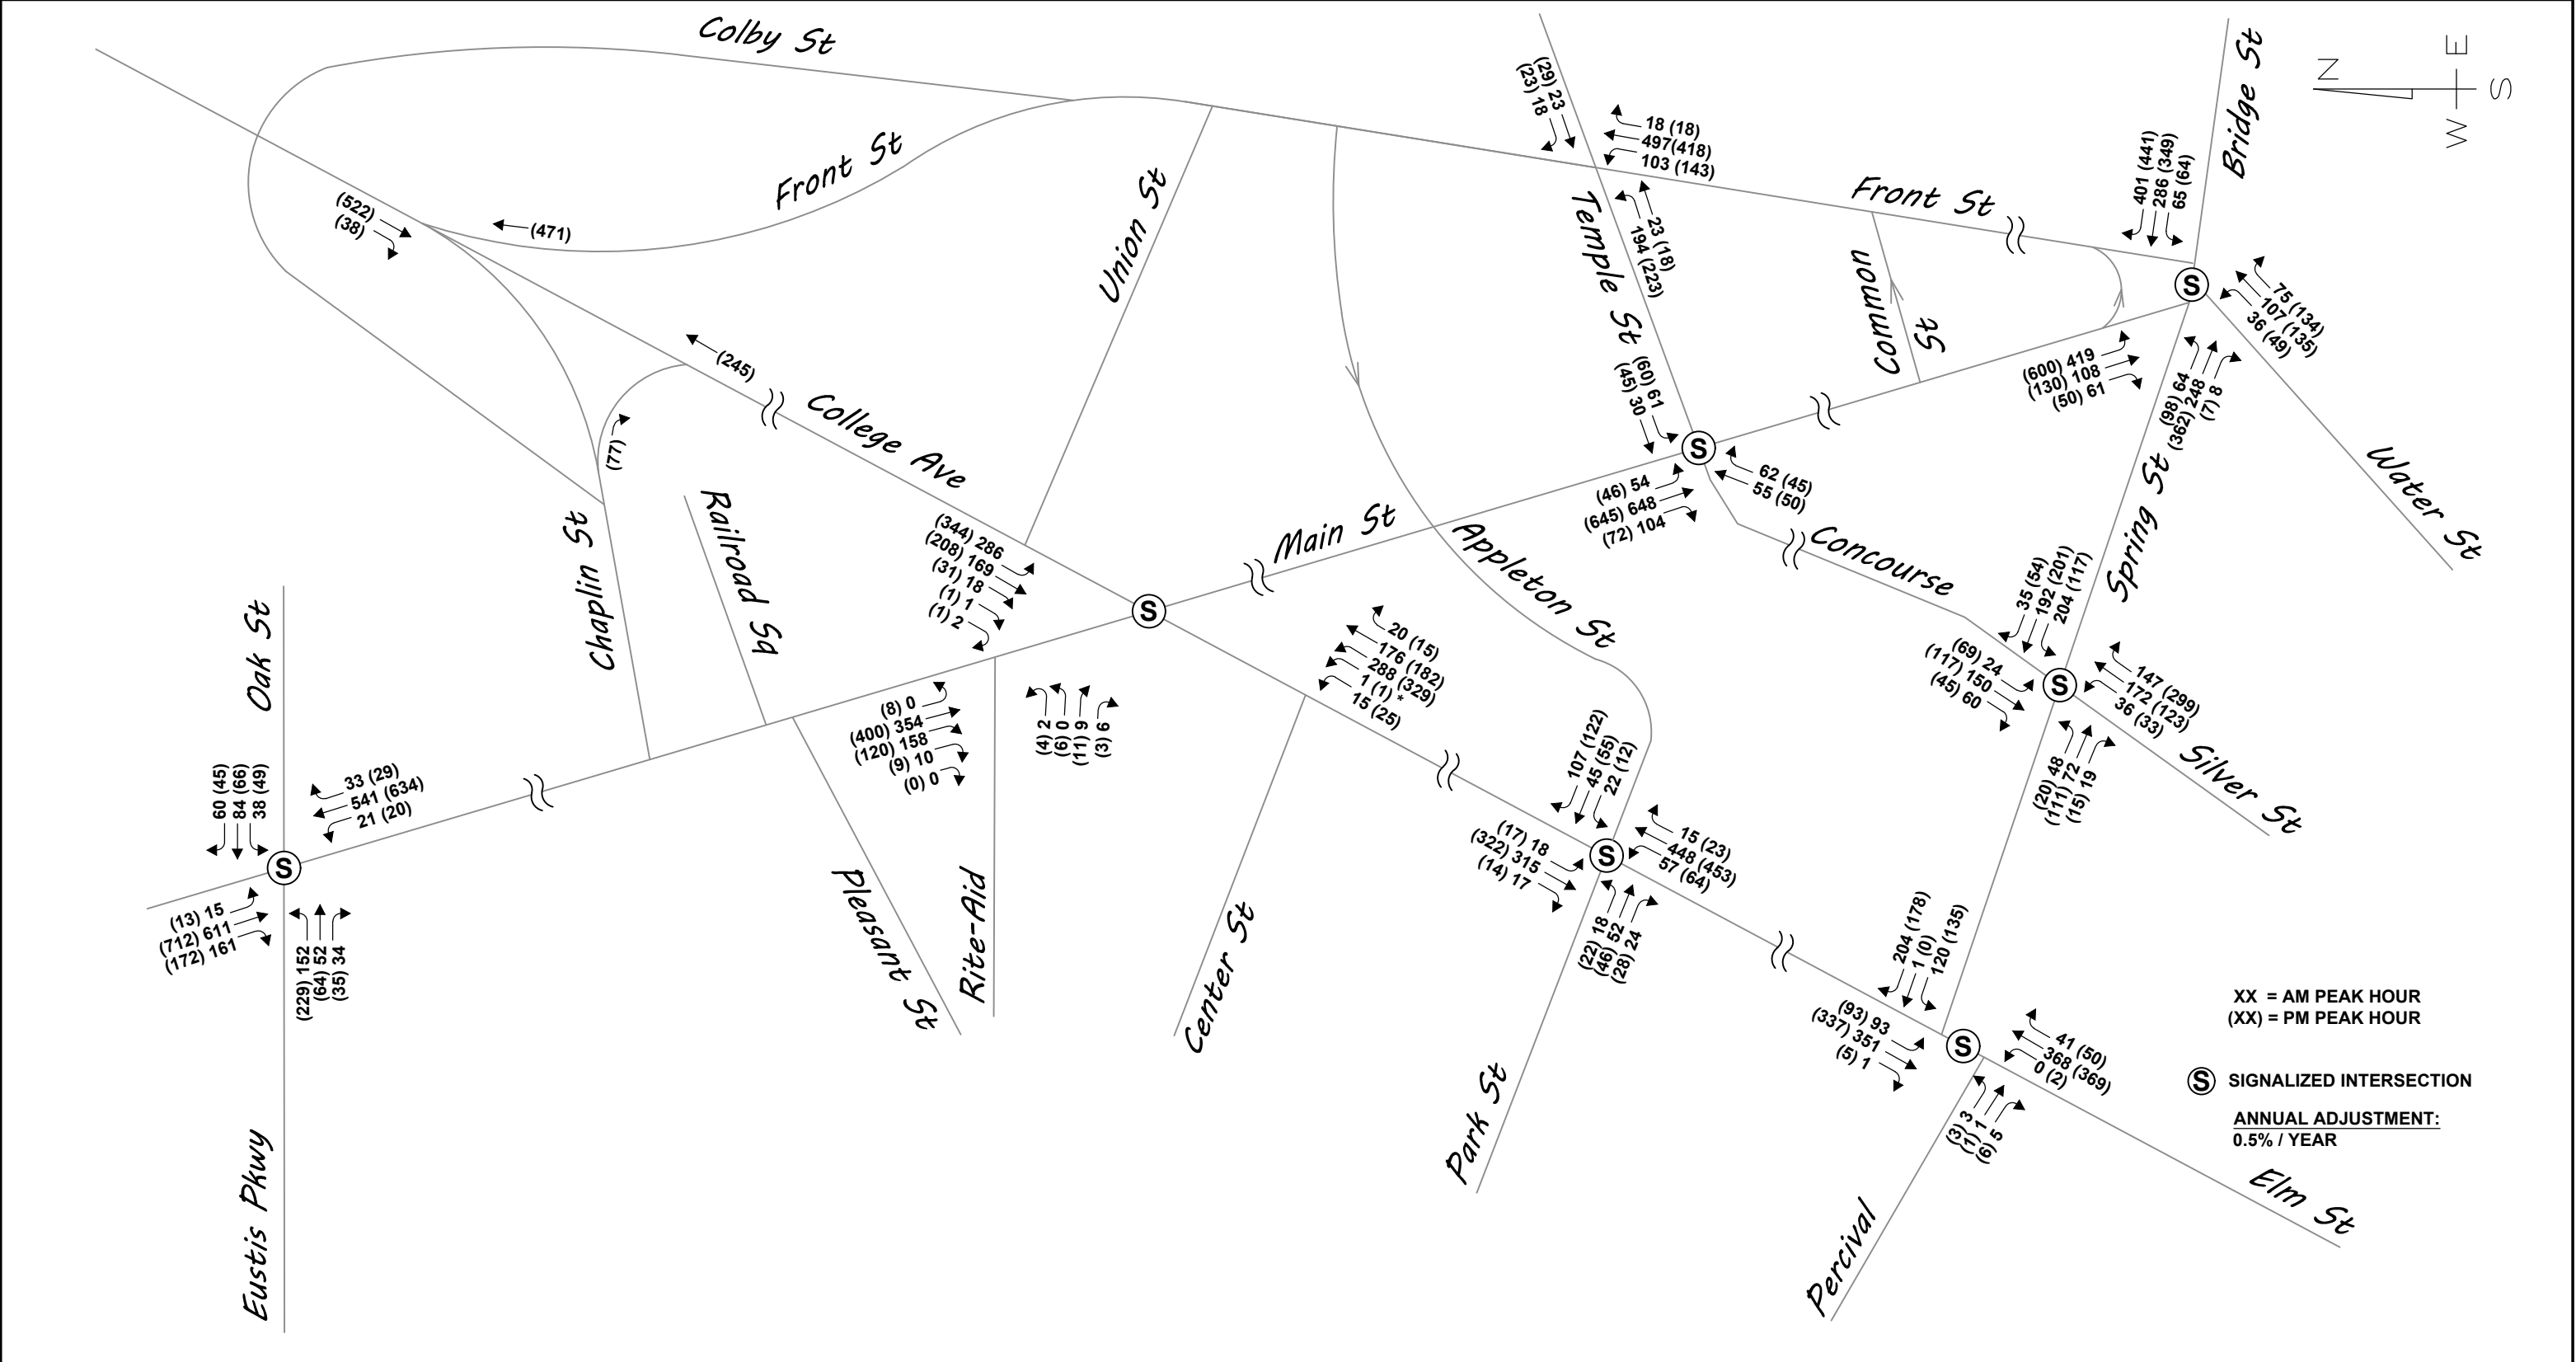 Colby St
Front St
(522)
(38)
(471)
Union St
(245)
College Ave
(77)
Chaplin St
Railroad Sq
Oak St
60 (45)
84 (66)
38 (49)
33 (29)
541 (634)
21 (20)
(13) 15
(712) 611
(172) 161
(229) 152
(64) 52
(35) 34
Eustis Pkwy
(344) 286
(208) 169
(31) 18
(1) 1
(1) 2
(8) 0
(400) 354
(120) 158
(9) 10
(0) 0
(4) 2
(6) 0
(11) 9
(3) 6
Pleasant St
Rite-Aid
Center St
S
S
Main St
20 (15)
176 (182)
288 (329)
1 (1) *
15 (25)
Appleton St
(29) 23
(23) 18
18 (18)
497(418)
103 (143)
23 (18)
194 (223)
Temple St
(60) 61
(45) 30
S
62 (45)
55 (50)
(46) 54
(645) 648
(72) 104
Common
St
Front St
Concourse
Bridge St
401 (441)
286 (349)
65 (64)
S
75 (134)
107 (135)
36 (49)
(600) 419
(130) 108
(50) 61
(98) 64
(362) 248
(7) 8
Spring St
Water St
35 (54)
192 (201)
204 (117)
(69) 24
(117) 150
(45) 60
S
147 (299)
172 (123)
36 (33)
(20) 48
(111) 72
(15) 19
Silver St
107 (122)
45 (55)
22 (12)
(17) 18
(322) 315
(14) 17
S
15 (23)
448 (453)
57 (64)
(22) 18
(46) 52
(28) 24
Park St
204 (178)
1 (0)
120 (135)
(93) 93
(337) 351
(5) 1
S
41 (50)
368 (369)
0 (2)
(3) 3
(1) 1
(6) 5
Percival
Elm St
N
E
S
W
XX = AM PEAK HOUR
(XX) = PM PEAK HOUR
S SIGNALIZED INTERSECTION
ANNUAL ADJUSTMENT:
0.5% / YEAR